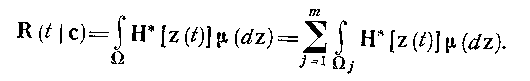 R (t | c) = ∫_Ω H* [z (t)] μ (dz) = ∑_{j=1}^{m} ∫_{Ω_j} H* [z (t)] μ (dz).